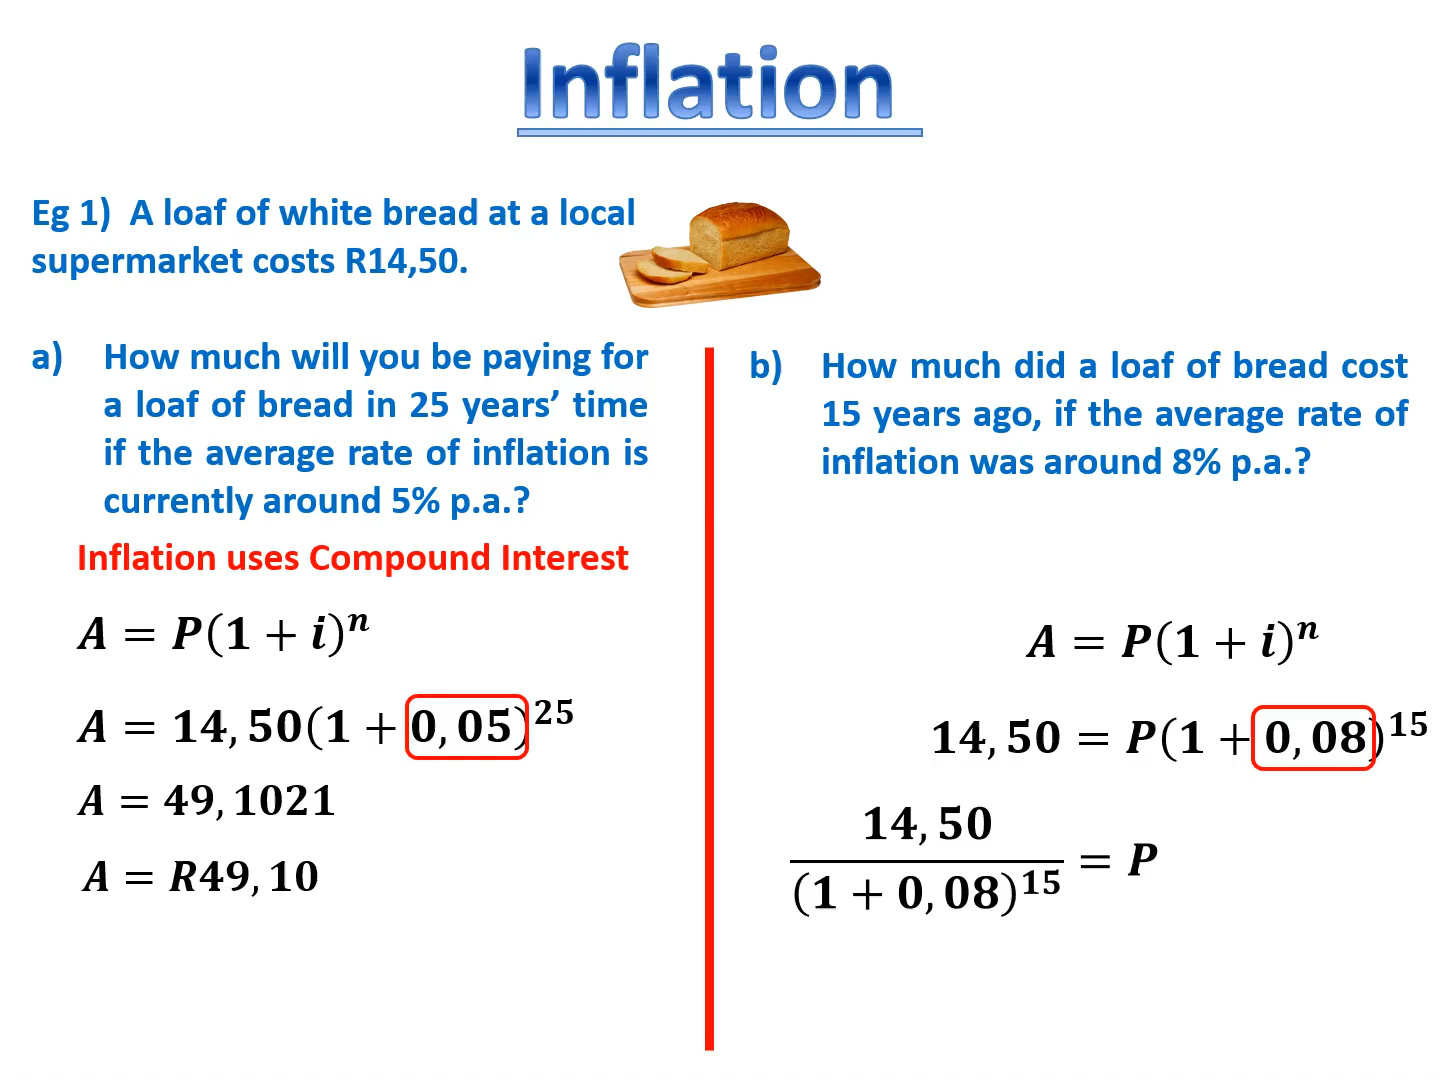 Inflation
Eg 1)  A loaf of white bread at a local
supermarket costs R14,50.
a) How much will you be paying for
a loaf of bread in 25 years’ time
if the average rate of inflation is
currently around 5% p.a.?
Inflation uses Compound Interest
A = P(1 + i)^n
A = 14,50(1 + 0,05)^25
A = 49,1021
A = R49,10
b) How much did a loaf of bread cost
15 years ago, if the average rate of
inflation was around 8% p.a.?
A = P(1 + i)^n
14,50 = P(1 + 0,08)^15
14,50
(1 + 0,08)^15 = P